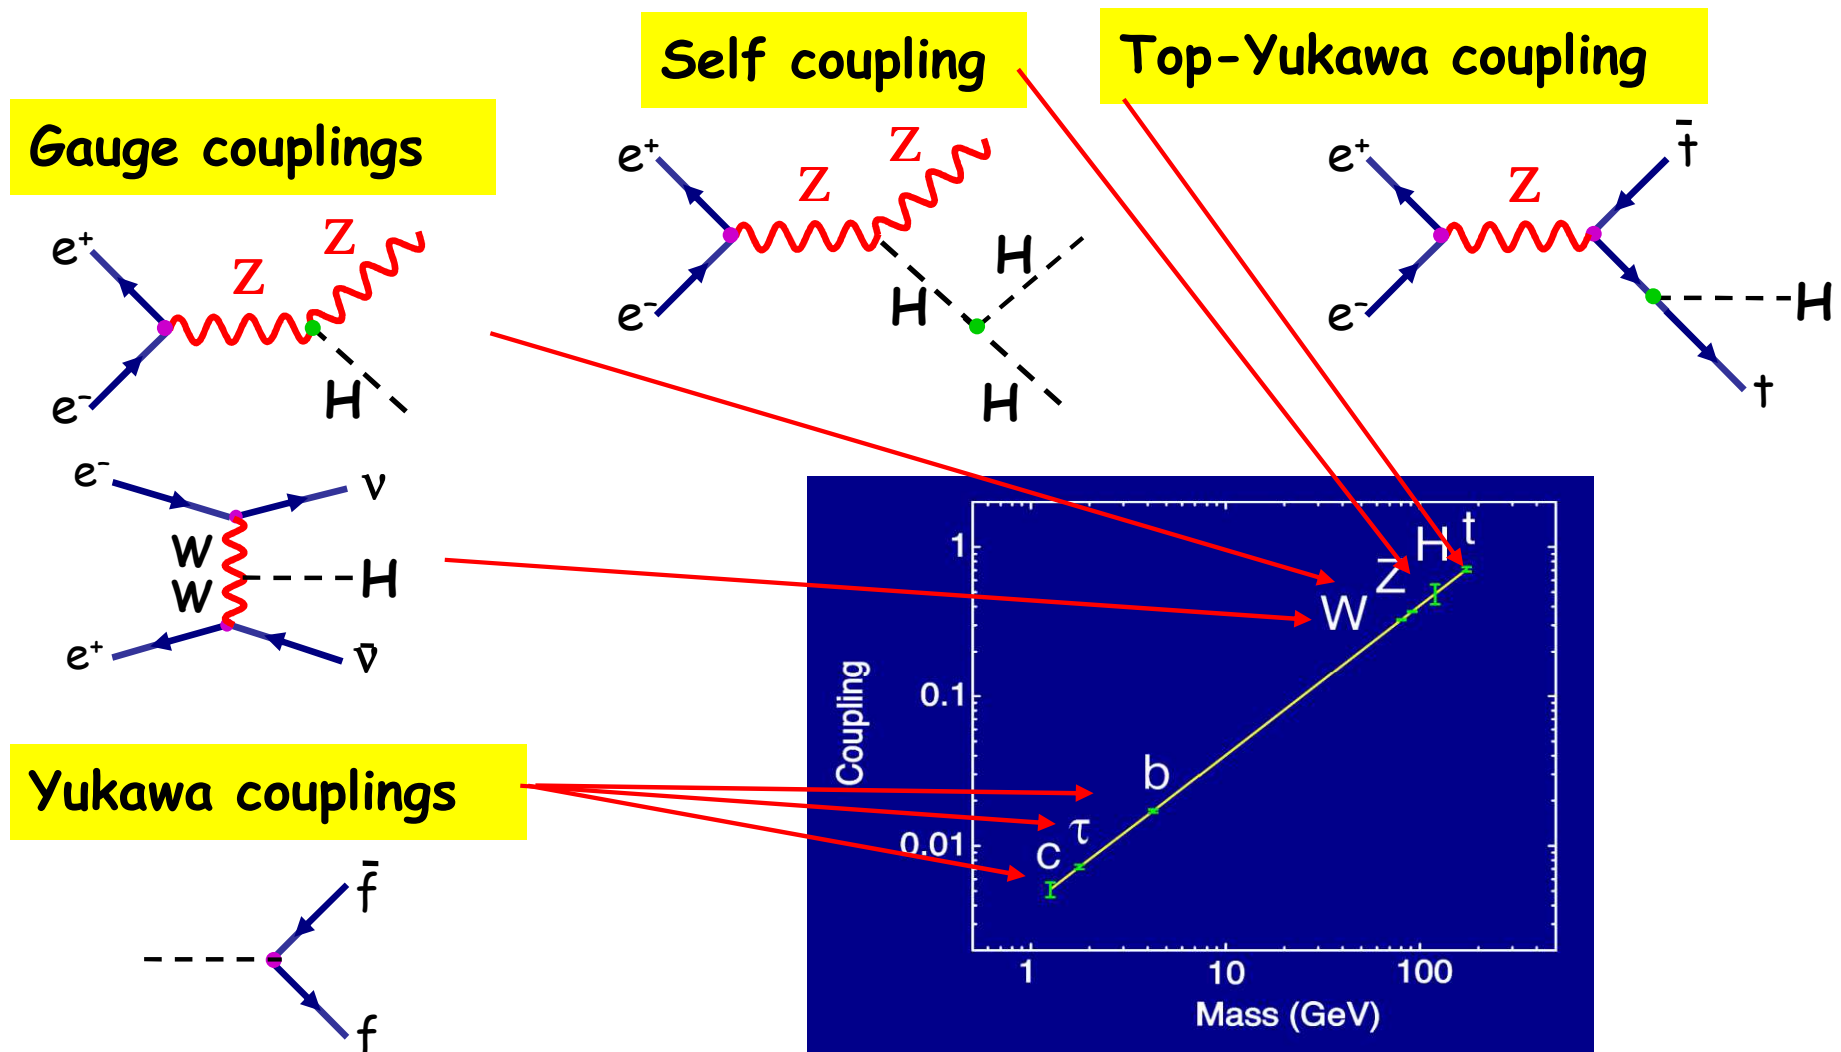 Self coupling
Top-Yukawa coupling
Gauge couplings
e⁺
Z
Z
H
e⁻
e⁺
Z
Z
H
H
H
e⁻
e⁺
Z
t̄
H
e⁻
t
e⁻
ν
W
W
H
e⁺
ν̄
Yukawa couplings
f̄
f
Coupling
1
0.1
0.01
c
τ
b
W
Z
H
t
1
10
100
Mass (GeV)